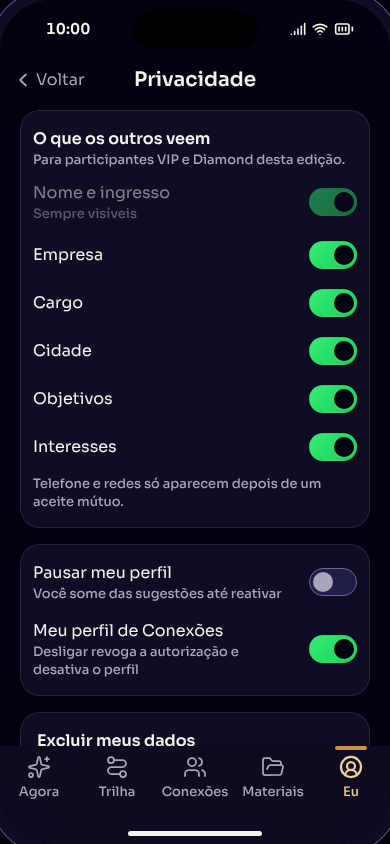 10:00
Voltar
Privacidade
O que os outros veem
Para participantes VIP e Diamond desta edição.
Nome e ingresso
Sempre visíveis
Empresa
Cargo
Cidade
Objetivos
Interesses
Telefone e redes só aparecem depois de um
aceite mútuo.
Pausar meu perfil
Você some das sugestões até reativar
Meu perfil de Conexões
Desligar revoga a autorização e
desativa o perfil
Excluir meus dados
Agora
Trilha
Conexões
Materiais
Eu